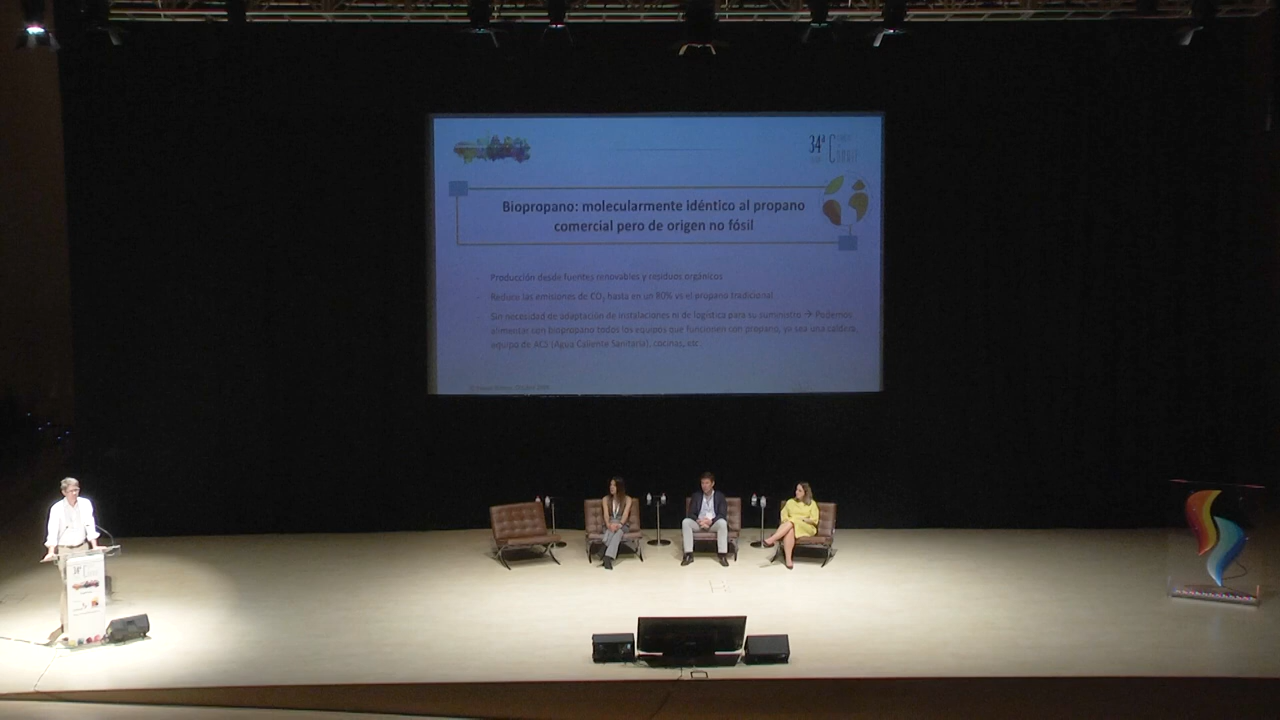 34ª
Biopropano: molecularmente idéntico al propano
comercial pero de origen no fósil
- Producción desde fuentes renovables y residuos orgánicos
- Reduce las emisiones de CO₂ hasta en un 80% vs el propano tradicional
- Sin necesidad de adaptación de instalaciones ni de logística para su suministro → Podemos
alimentar con biopropano todos los equipos que funcionen con propano, ya sea una caldera,
equipo de ACS (Agua Caliente Sanitaria), cocinas, etc.